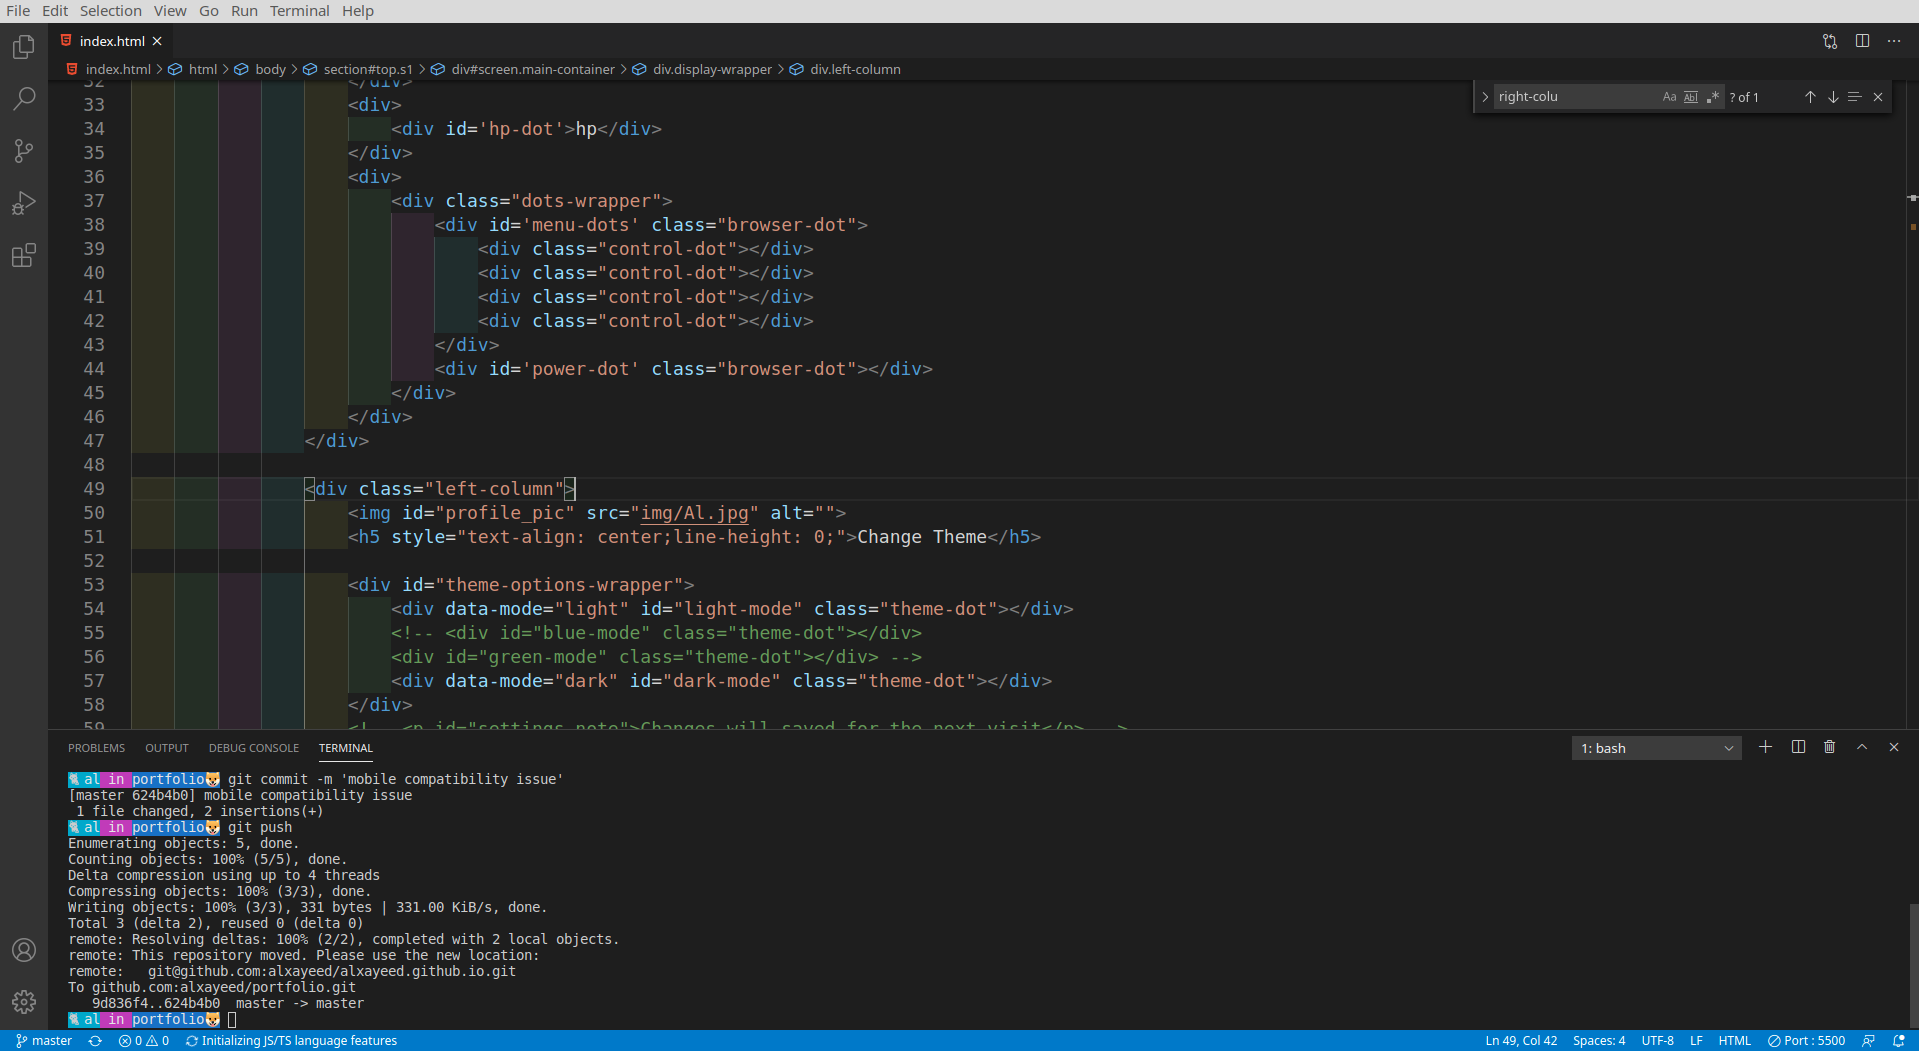 File Edit Selection View Go Run Terminal Help
index.html
index.html > html > body > section#top.s1 > div#screen.main-container > div.display-wrapper > div.left-column
right-colu Aa Abl .* ? of 1
32 </div>
33 <div>
34 <div id='hp-dot'>hp</div>
35 </div>
36 <div>
37 <div class="dots-wrapper">
38 <div id='menu-dots' class="browser-dot">
39 <div class="control-dot"></div>
40 <div class="control-dot"></div>
41 <div class="control-dot"></div>
42 <div class="control-dot"></div>
43 </div>
44 <div id='power-dot' class="browser-dot"></div>
45 </div>
46 </div>
47 </div>
48
49 <div class="left-column">
50 <img id="profile_pic" src="img/Al.jpg" alt="">
51 <h5 style="text-align: center;line-height: 0;">Change Theme</h5>
52
53 <div id="theme-options-wrapper">
54 <div data-mode="light" id="light-mode" class="theme-dot"></div>
55 <!-- <div id="blue-mode" class="theme-dot"></div>
56 <div id="green-mode" class="theme-dot"></div> -->
57 <div data-mode="dark" id="dark-mode" class="theme-dot"></div>
58 </div>
59 <!-- <p id="settings-note">Changes will saved for the next visit</p> -->
PROBLEMS OUTPUT DEBUG CONSOLE TERMINAL 1: bash
al in portfolio git commit -m 'mobile compatibility issue'
[master 624b4b0] mobile compatibility issue
1 file changed, 2 insertions(+)
al in portfolio git push
Enumerating objects: 5, done.
Counting objects: 100% (5/5), done.
Delta compression using up to 4 threads
Compressing objects: 100% (3/3), done.
Writing objects: 100% (3/3), 331 bytes | 331.00 KiB/s, done.
Total 3 (delta 2), reused 0 (delta 0)
remote: Resolving deltas: 100% (2/2), completed with 2 local objects.
remote: This repository moved. Please use the new location:
remote:   git@github.com:alxayeed/alxayeed.github.io.git
To github.com:alxayeed/portfolio.git
9d836f4..624b4b0  master -> master
al in portfolio
master 0 0 Initializing JS/TS language features Ln 49, Col 42 Spaces: 4 UTF-8 LF HTML Port : 5500